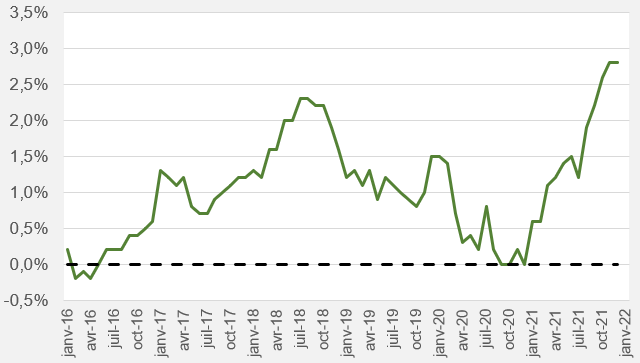 3,5%
3,0%
2,5%
2,0%
1,5%
1,0%
0,5%
0,0%
-0,5%
janv-16
avr-16
juil-16
oct-16
janv-17
avr-17
juil-17
oct-17
janv-18
avr-18
juil-18
oct-18
janv-19
avr-19
juil-19
oct-19
janv-20
avr-20
juil-20
oct-20
janv-21
avr-21
juil-21
oct-21
janv-22